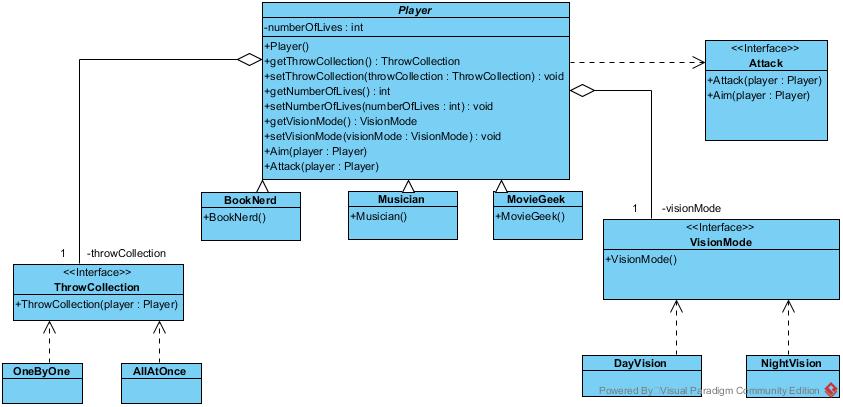 Player
-numberOfLives : int
+Player()
+getThrowCollection() : ThrowCollection
+setThrowCollection(throwCollection : ThrowCollection) : void
+getNumberOfLives() : int
+setNumberOfLives(numberOfLives : int) : void
+getVisionMode() : VisionMode
+setVisionMode(visionMode : VisionMode) : void
+Aim(player : Player)
+Attack(player : Player)
<<Interface>>
Attack
+Attack(player : Player)
+Aim(player : Player)
BookNerd
+BookNerd()
Musician
+Musician()
MovieGeek
+MovieGeek()
1 -visionMode
<<Interface>>
VisionMode
+VisionMode()
1 -throwCollection
<<Interface>>
ThrowCollection
+ThrowCollection(player : Player)
OneByOne
AllAtOnce
DayVision
NightVision
Powered By Visual Paradigm Community Edition